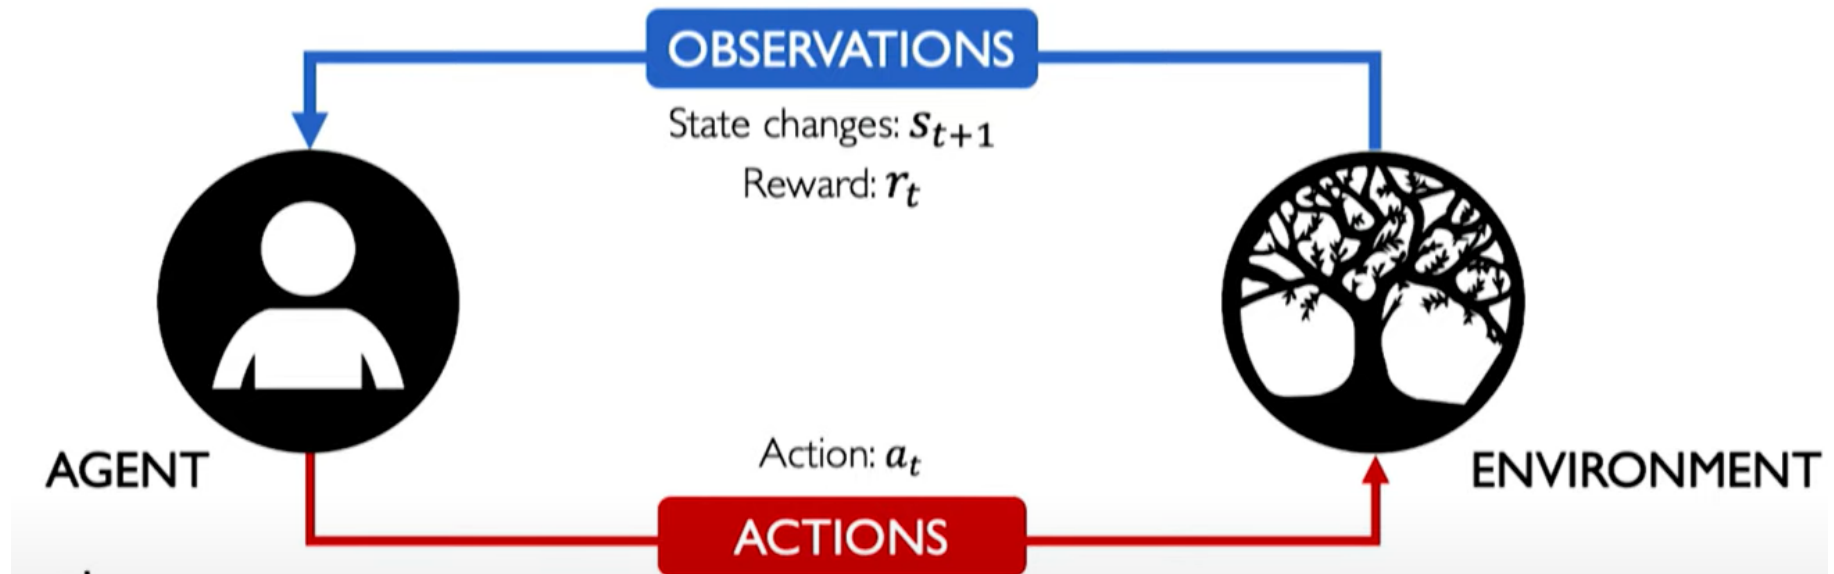 OBSERVATIONS
State changes: sₜ₊₁
Reward: rₜ
AGENT
ENVIRONMENT
Action: aₜ
ACTIONS